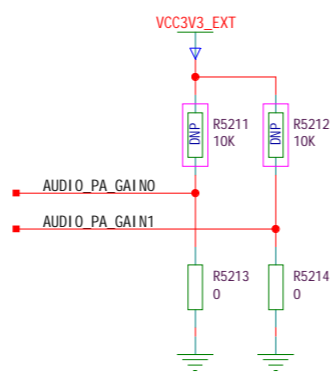 VCC3V3_EXT
DNP
R5211
10K
DNP
R5212
10K
AUDIO_PA_GAIN0
AUDIO_PA_GAIN1
R5213
0
R5214
0